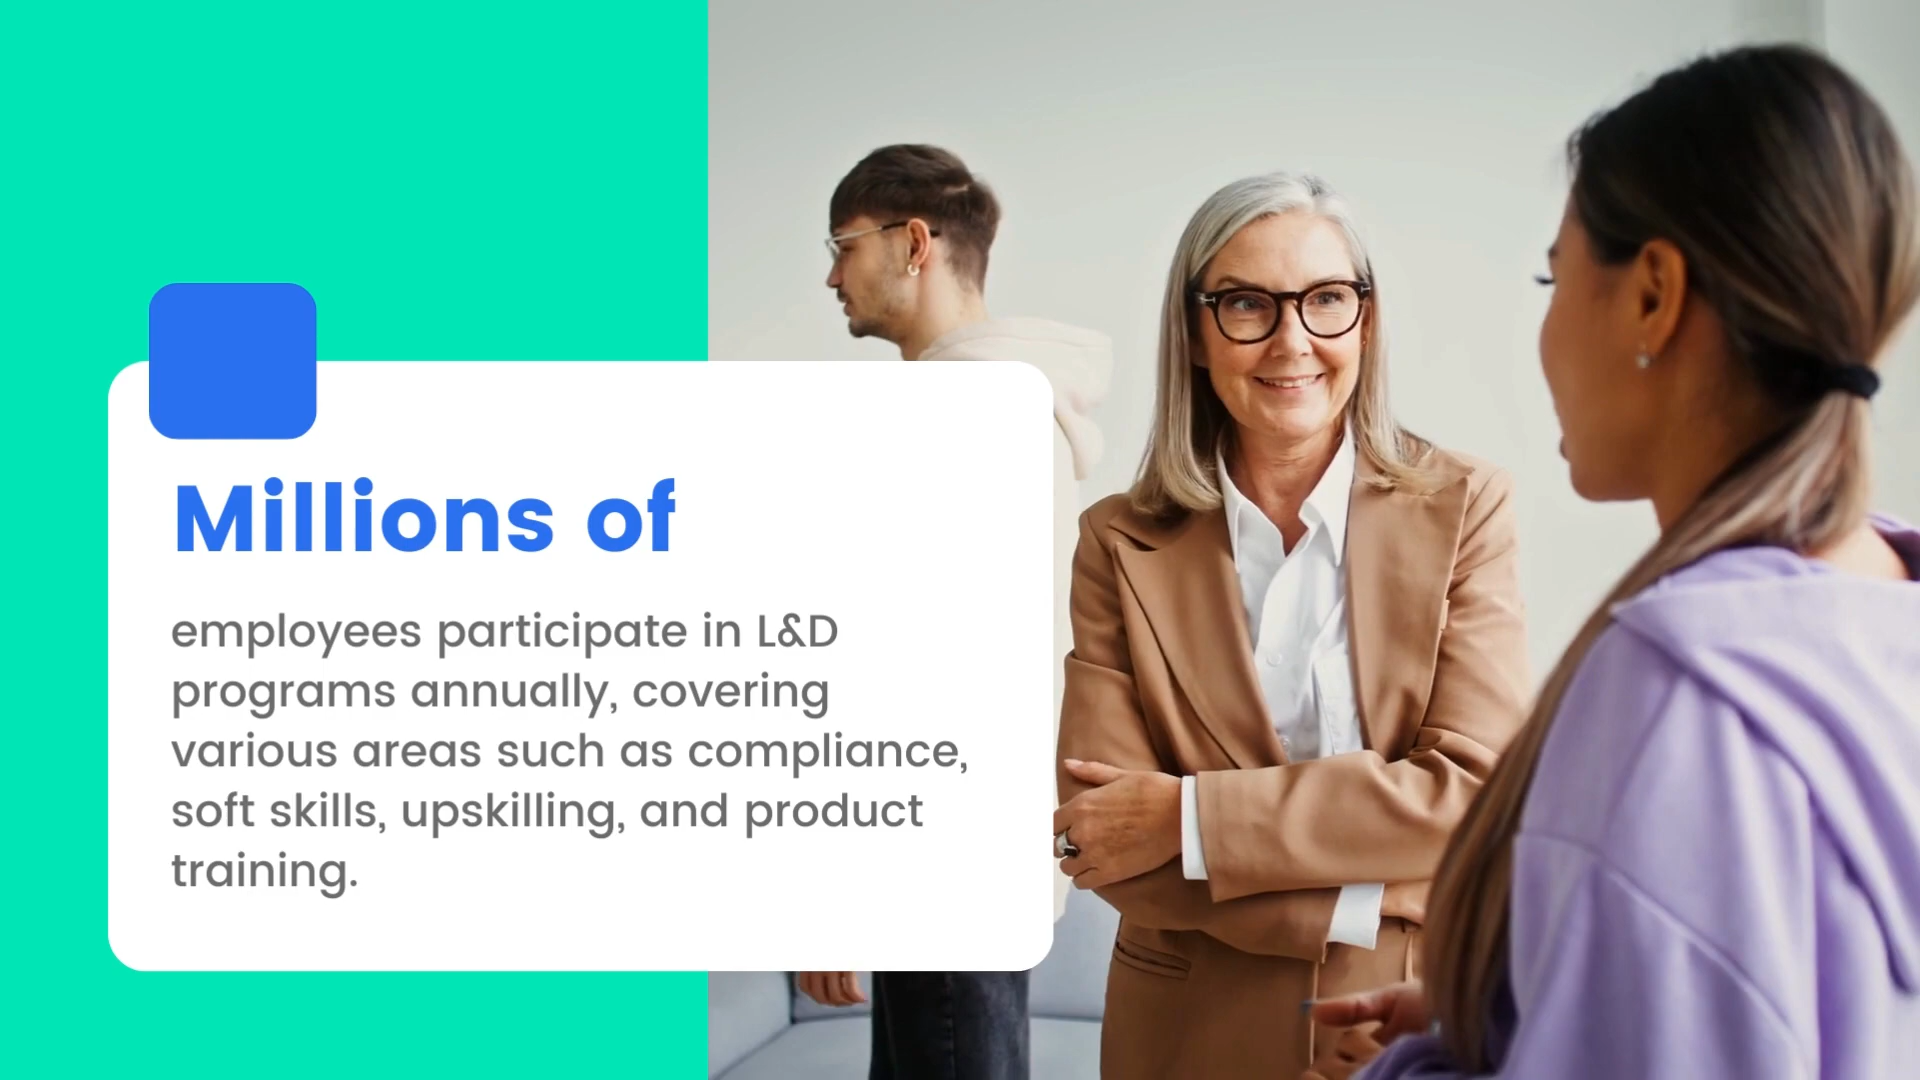 Millions of
employees participate in L&D
programs annually, covering
various areas such as compliance,
soft skills, upskilling, and product
training.